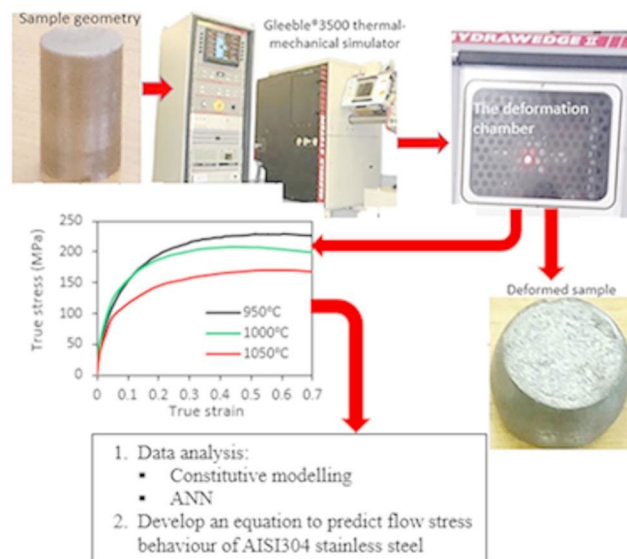 Sample geometry
Gleeble®3500 thermal-
mechanical simulator
HYDRAWEDGE II
The deformation
chamber
Deformed sample
True stress (MPa)
250
200
150
100
50
0
950°C
1000°C
1050°C
0 0.1 0.2 0.3 0.4 0.5 0.6 0.7
True strain
1. Data analysis:
▪ Constitutive modelling
▪ ANN
2. Develop an equation to predict flow stress
behaviour of AISI304 stainless steel